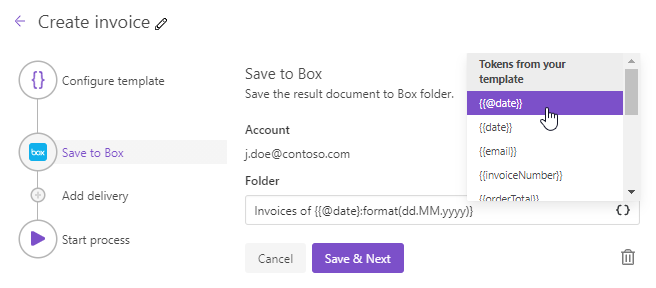 Create invoice
{} Configure template
box Save to Box
Add delivery
Start process
Save to Box
Save the result document to Box folder.
Account
j.doe@contoso.com
Folder
Invoices of {{@date}:format(dd.MM.yyyy)} {}
Cancel Save & Next
Tokens from your
template
{{@date}}
{{date}}
{{email}}
{{invoiceNumber}}
{{orderTotal}}